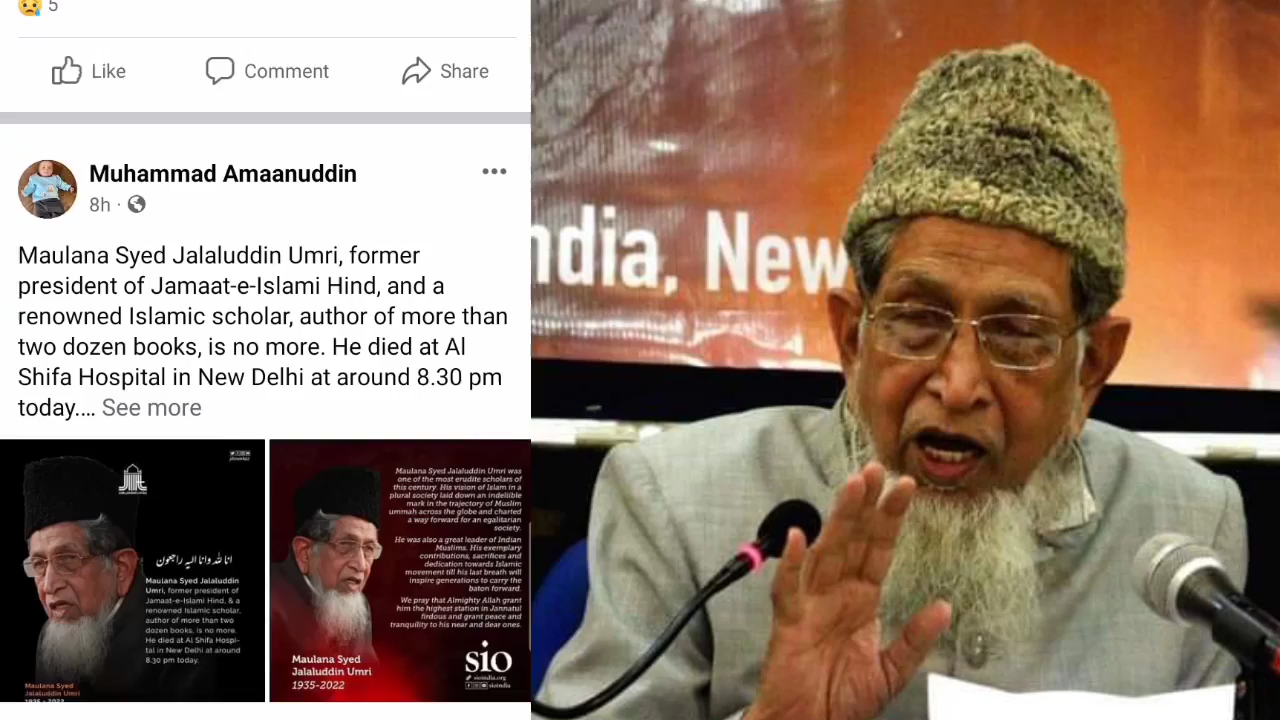 5
Like Comment Share
Muhammad Amaanuddin
8h ·
Maulana Syed Jalaluddin Umri, former
president of Jamaat-e-Islami Hind, and a
renowned Islamic scholar, author of more than
two dozen books, is no more. He died at Al
Shifa Hospital in New Delhi at around 8.30 pm
today.... See more
انا للہ وانا الیہ راجعون
Maulana Syed Jalaluddin
Umri, former president of
Jamaat-e-Islami Hind, & a
renowned Islamic scholar,
author of more than two
dozen books, is no more.
He died at Al Shifa Hospi-
tal in New Delhi at around
8.30 pm today.
Maulana Syed
Jalaluddin Umri
1935 - 2022
Maulana Syed Jalaluddin Umri was
one of the most erudite scholars of
this century. His vision of Islam in a
plural society laid down an indelible
mark in the trajectory of Muslim
ummah across the globe and charted
a way forward for an egalitarian
society.
He was also a great leader of Indian
Muslims. His exemplary
contributions, sacrifices and
dedication towards Islamic
movement till his last breath will
inspire generations to carry the
baton forward.
We pray that Almighty Allah grant
him the highest station in Jannatul
firdous and grant peace and
tranquility to his near and dear ones.
Maulana Syed
Jalaluddin Umri
1935-2022
sio
sioindia.org
sioindia
ndia, New